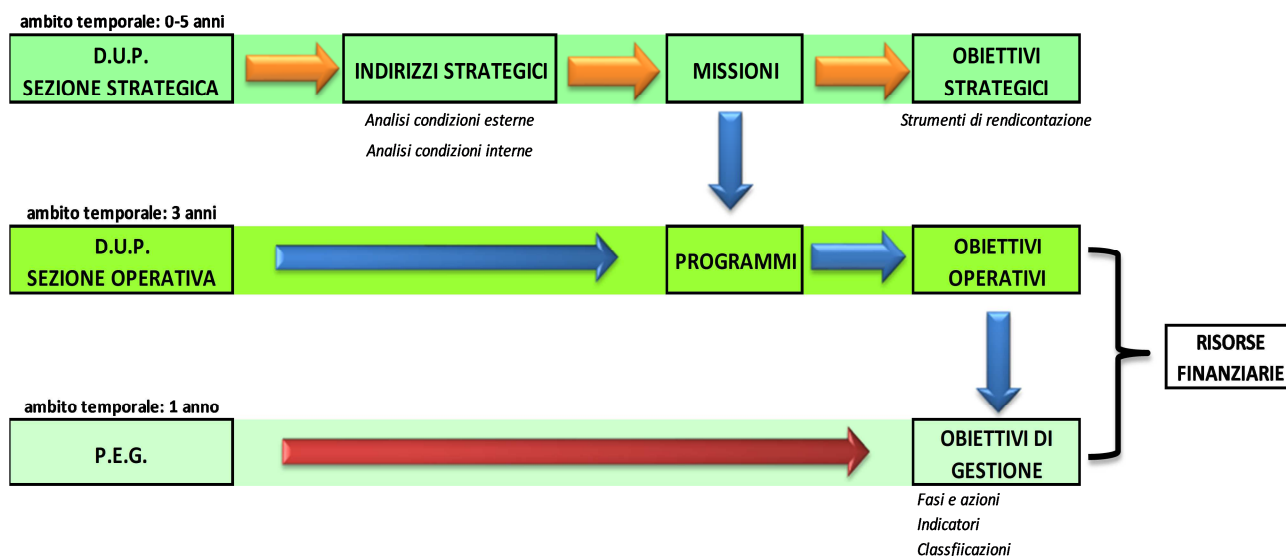 ambito temporale: 0-5 anni
D.U.P.
SEZIONE STRATEGICA
INDIRIZZI STRATEGICI
MISSIONI
OBIETTIVI
STRATEGICI
Analisi condizioni esterne
Analisi condizioni interne
Strumenti di rendicontazione
ambito temporale: 3 anni
D.U.P.
SEZIONE OPERATIVA
PROGRAMMI
OBIETTIVI
OPERATIVI
RISORSE
FINANZIARIE
ambito temporale: 1 anno
P.E.G.
OBIETTIVI DI
GESTIONE
Fasi e azioni
Indicatori
Classfiicazioni